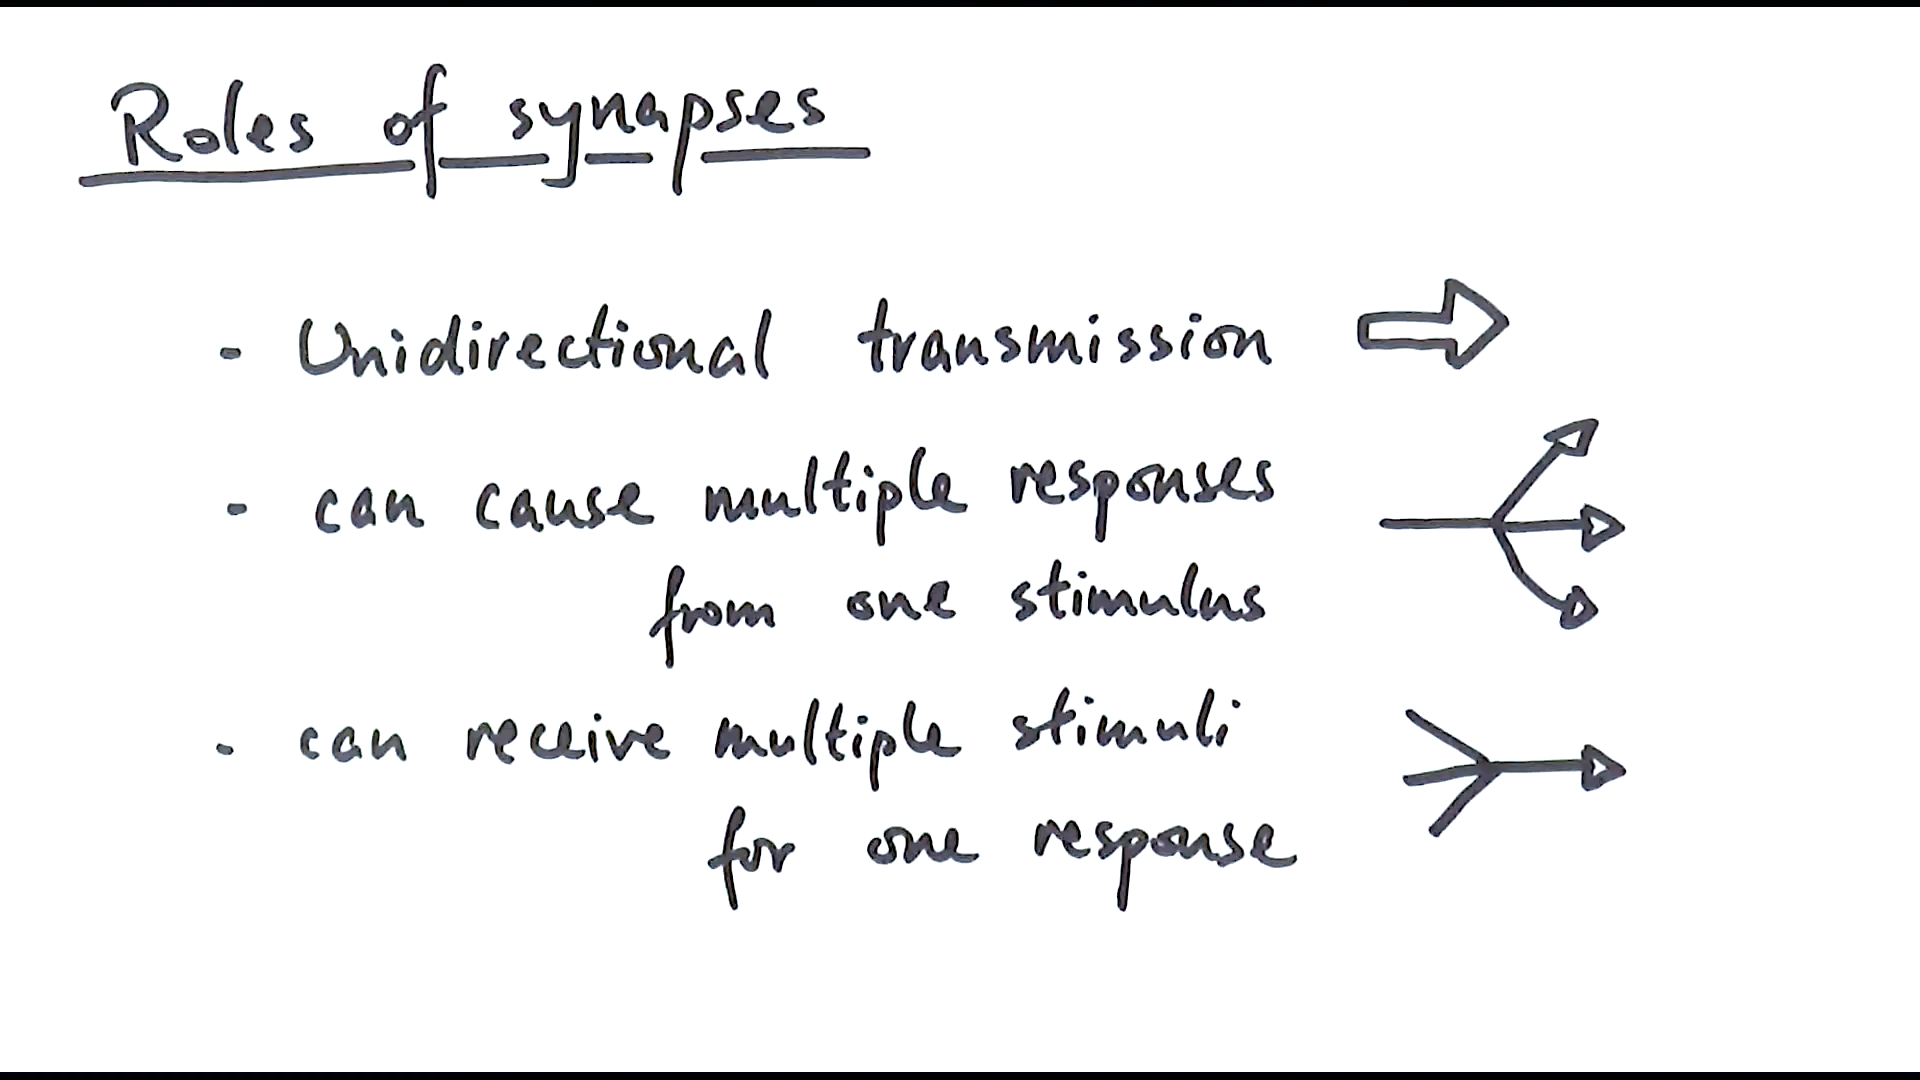 Roles of synapses
- Unidirectional transmission
- can cause multiple responses
from one stimulus
- can receive multiple stimuli
for one response